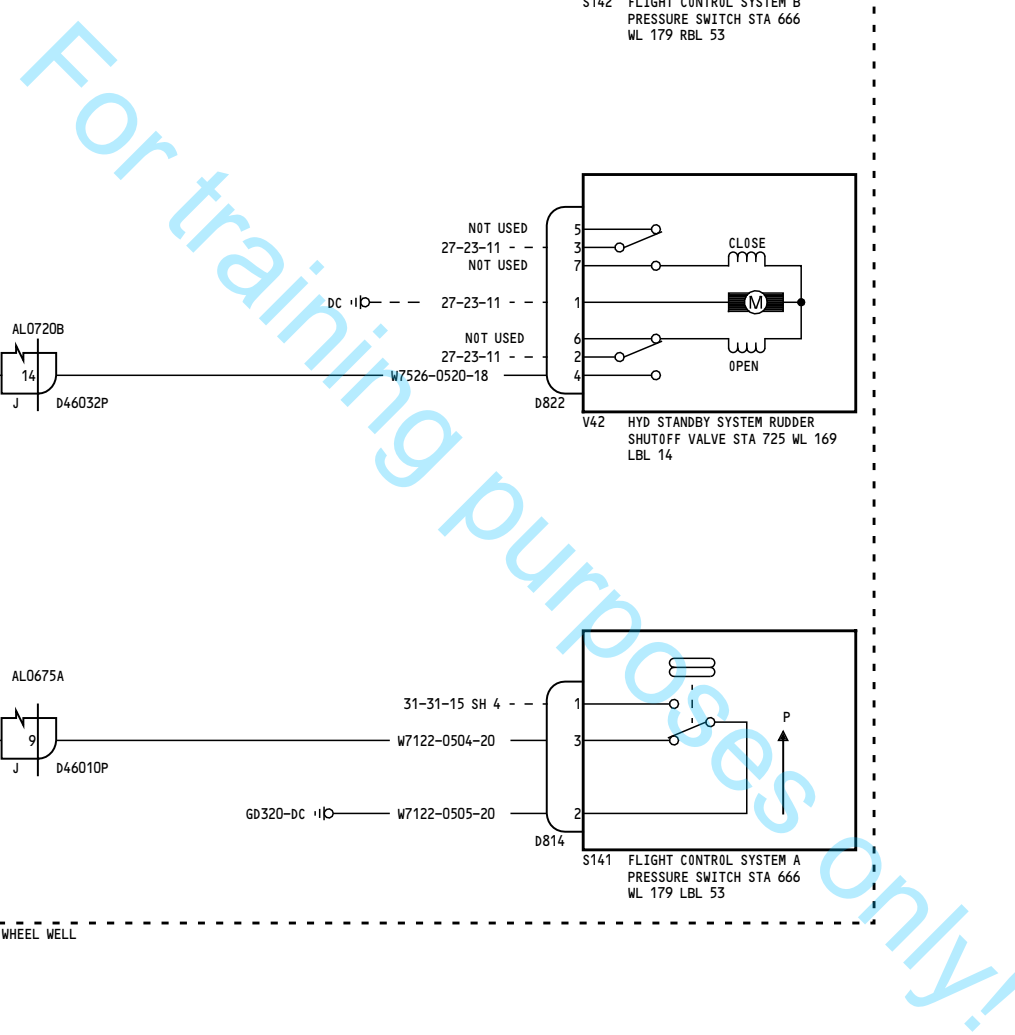 S142 FLIGHT CONTROL SYSTEM B
PRESSURE SWITCH STA 666
WL 179 RBL 53
NOT USED 5
27-23-11 3
NOT USED 7
CLOSE
DC 27-23-11 1
M
NOT USED 6
27-23-11 2
OPEN
AL0720B
14 W7526-0520-18 4
J D46032P
D822
V42 HYD STANDBY SYSTEM RUDDER
SHUTOFF VALVE STA 725 WL 169
LBL 14
AL0675A
31-31-15 SH 4 1
P
9 W7122-0504-20 3
J D46010P
GD320-DC W7122-0505-20 2
D814
S141 FLIGHT CONTROL SYSTEM A
PRESSURE SWITCH STA 666
WL 179 LBL 53
WHEEL WELL
For training purposes only!